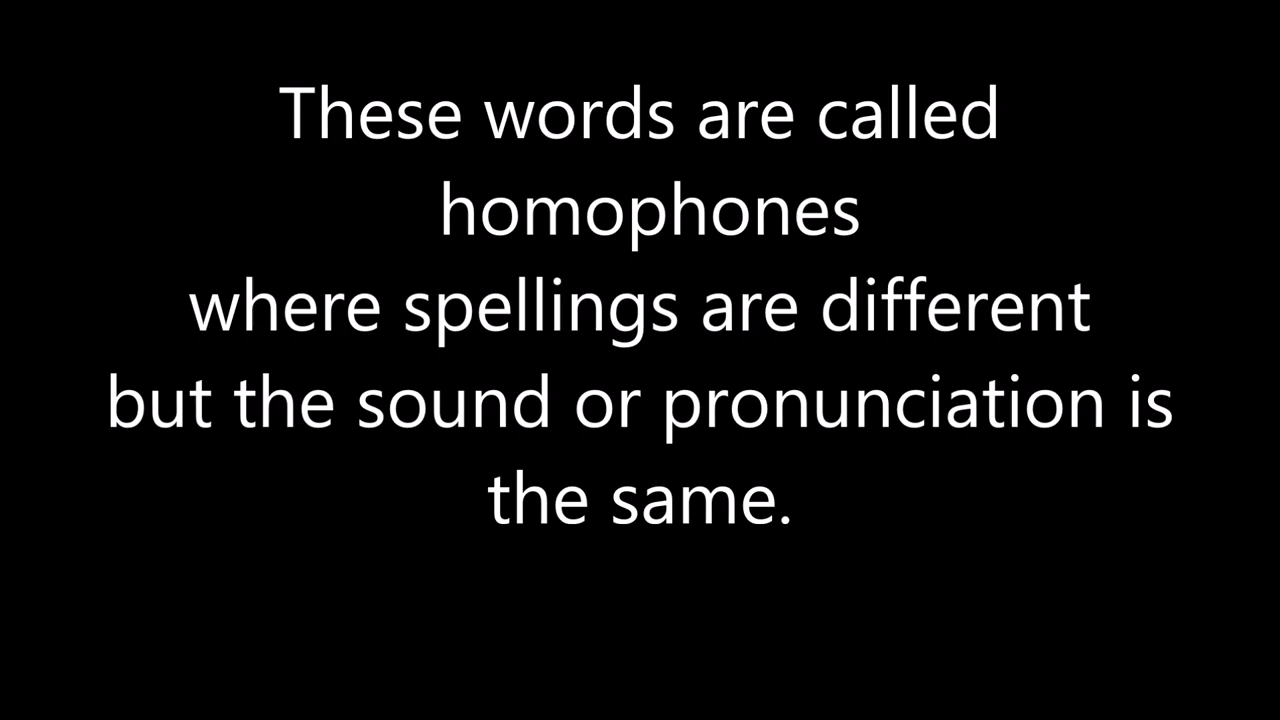 These words are called
homophones
where spellings are different
but the sound or pronunciation is
the same.